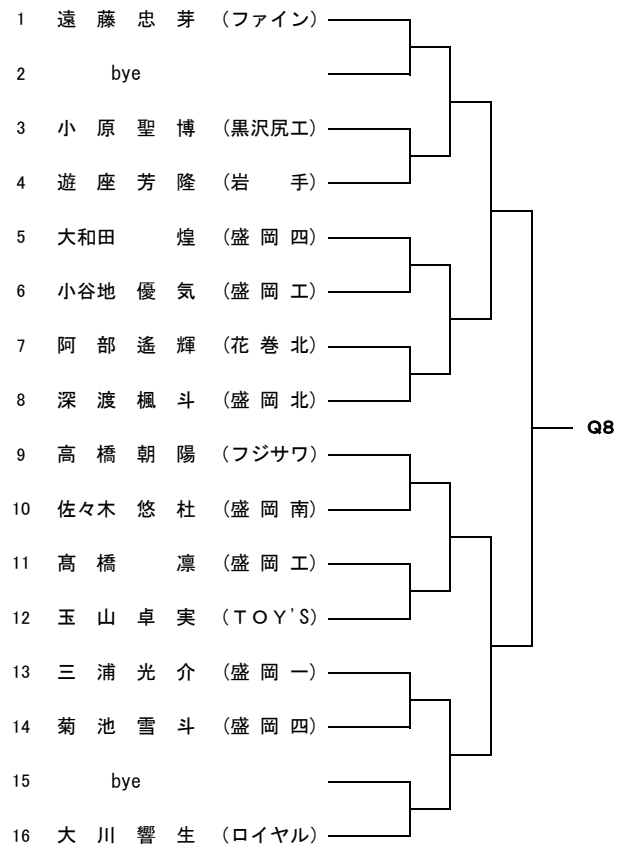 1 遠藤忠芽 (ファイン)
2 bye
3 小原聖博 (黒沢尻工)
4 遊座芳隆 (岩手)
5 大和田煌 (盛岡四)
6 小谷地優気 (盛岡工)
7 阿部遙輝 (花巻北)
8 深渡楓斗 (盛岡北)
Q8
9 高橋朝陽 (フジサワ)
10 佐々木悠杜 (盛岡南)
11 髙橋凛 (盛岡工)
12 玉山卓実 (ＴＯＹ'S)
13 三浦光介 (盛岡一)
14 菊池雪斗 (盛岡四)
15 bye
16 大川響生 (ロイヤル)